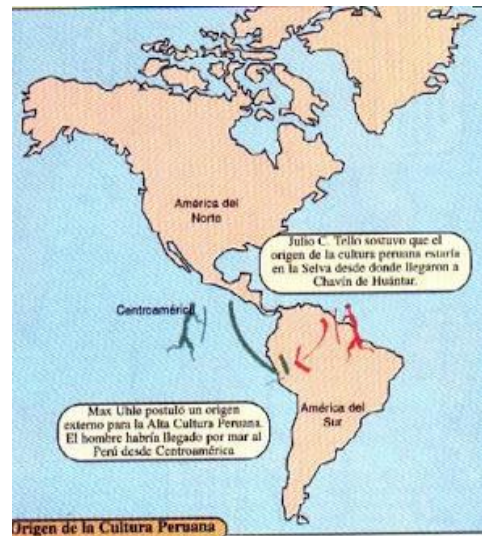 América del
Norte
Julio C. Tello sostuvo que el
origen de la cultura peruana estaría
en la Selva desde donde llegaron a
Chavín de Huántar.
Centroamérica
Max Uhle postuló un origen
externo para la Alta Cultura Peruana.
El hombre habría llegado por mar al
Perú desde Centroamérica
América del
Sur
Origen de la Cultura Peruana